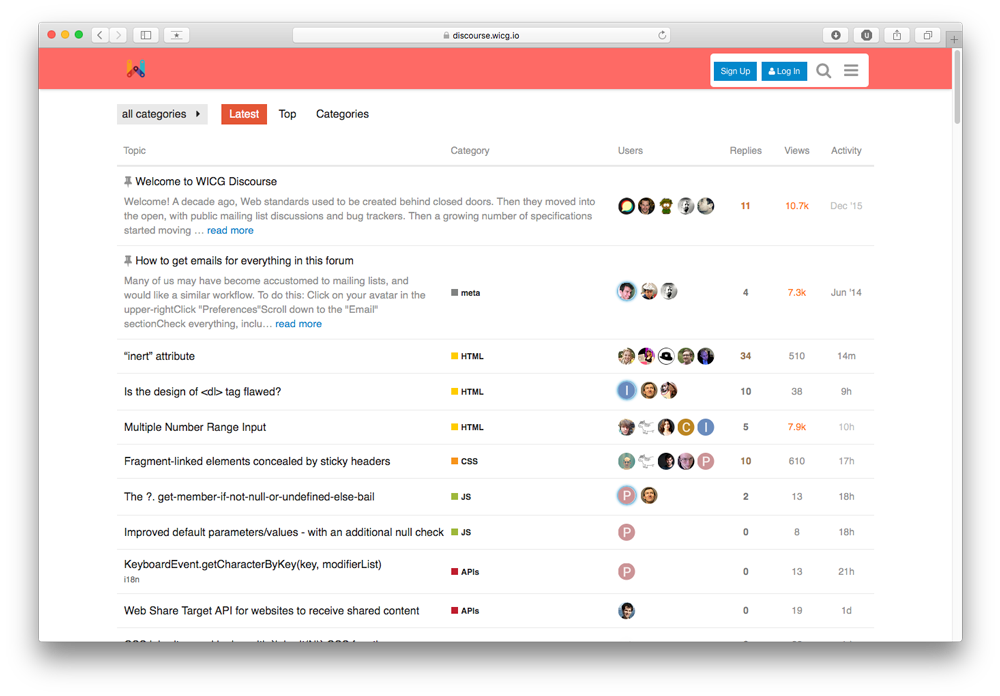 discourse.wicg.io
Sign Up Log In
all categories Latest Top Categories
Topic Category Users Replies Views Activity
Welcome to WICG Discourse
Welcome! A decade ago, Web standards used to be created behind closed doors. Then they moved into
the open, with public mailing list discussions and bug trackers. Then a growing number of specifications
started moving … read more
11 10.7k Dec '15
How to get emails for everything in this forum
Many of us may have become accustomed to mailing lists, and
would like a similar workflow. To do this: Click on your avatar in the
upper-rightClick "Preferences"Scroll down to the "Email"
sectionCheck everything, inclu… read more
meta 4 7.3k Jun '14
“inert” attribute HTML 34 510 14m
Is the design of <dl> tag flawed? HTML I 10 38 9h
Multiple Number Range Input HTML C I 5 7.9k 10h
Fragment-linked elements concealed by sticky headers CSS P 10 610 17h
The ?. get-member-if-not-null-or-undefined-else-bail JS P 2 13 18h
Improved default parameters/values - with an additional null check JS P 0 8 18h
KeyboardEvent.getCharacterByKey(key, modifierList)
i18n
APIs P 0 13 21h
Web Share Target API for websites to receive shared content APIs 0 19 1d